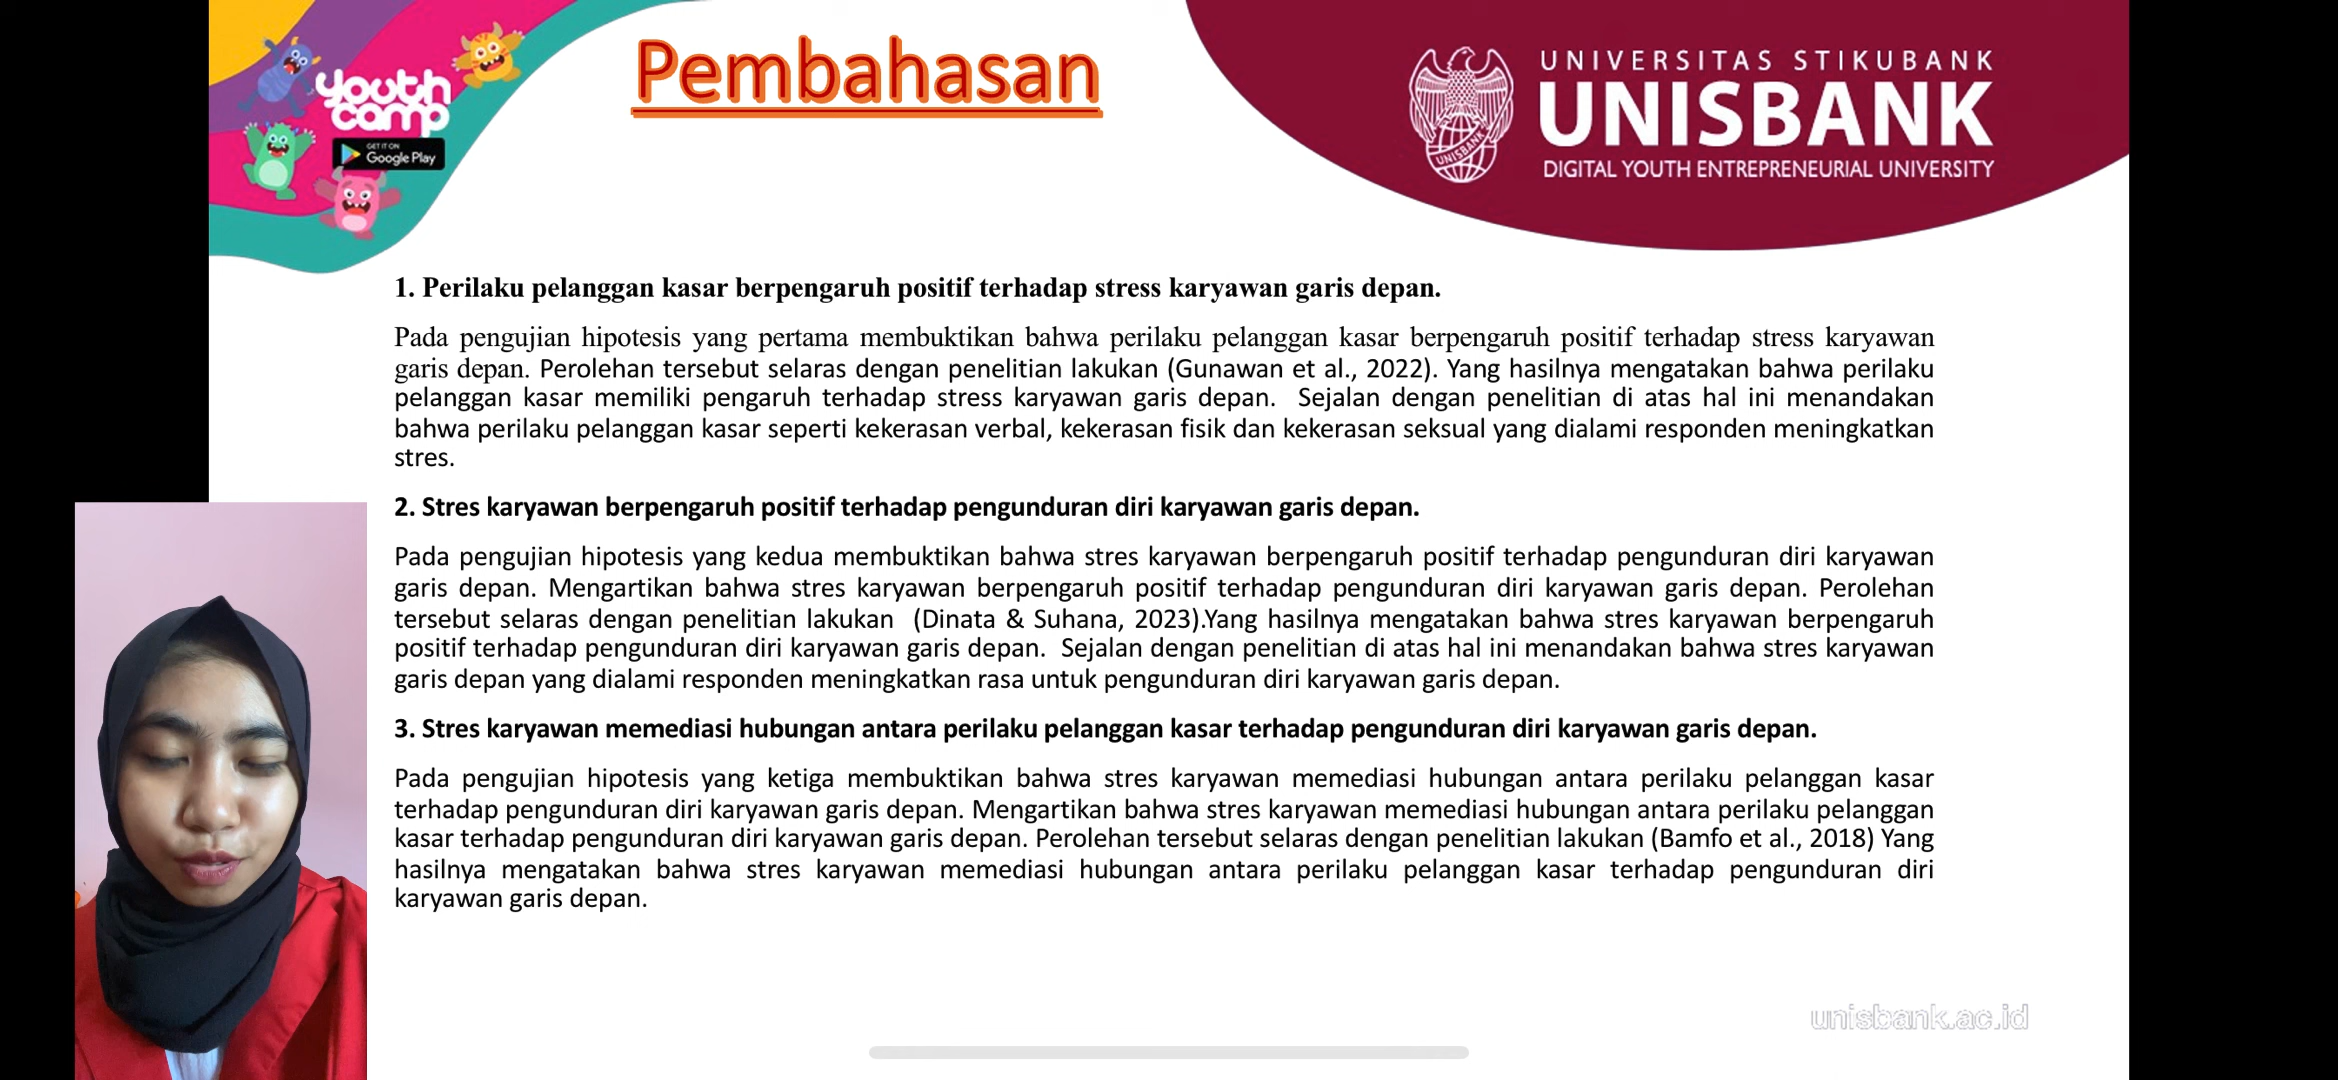 youth
camp
GET IT ON
Google Play
Pembahasan
UNIVERSITAS STIKUBANK
UNISBANK
DIGITAL YOUTH ENTREPRENEURIAL UNIVERSITY
UNISBANK
1. Perilaku pelanggan kasar berpengaruh positif terhadap stress karyawan garis depan.
Pada pengujian hipotesis yang pertama membuktikan bahwa perilaku pelanggan kasar berpengaruh positif terhadap stress karyawan
garis depan. Perolehan tersebut selaras dengan penelitian lakukan (Gunawan et al., 2022). Yang hasilnya mengatakan bahwa perilaku
pelanggan kasar memiliki pengaruh terhadap stress karyawan garis depan.  Sejalan dengan penelitian di atas hal ini menandakan
bahwa perilaku pelanggan kasar seperti kekerasan verbal, kekerasan fisik dan kekerasan seksual yang dialami responden meningkatkan
stres.
2. Stres karyawan berpengaruh positif terhadap pengunduran diri karyawan garis depan.
Pada pengujian hipotesis yang kedua membuktikan bahwa stres karyawan berpengaruh positif terhadap pengunduran diri karyawan
garis depan. Mengartikan bahwa stres karyawan berpengaruh positif terhadap pengunduran diri karyawan garis depan. Perolehan
tersebut selaras dengan penelitian lakukan  (Dinata & Suhana, 2023).Yang hasilnya mengatakan bahwa stres karyawan berpengaruh
positif terhadap pengunduran diri karyawan garis depan.  Sejalan dengan penelitian di atas hal ini menandakan bahwa stres karyawan
garis depan yang dialami responden meningkatkan rasa untuk pengunduran diri karyawan garis depan.
3. Stres karyawan memediasi hubungan antara perilaku pelanggan kasar terhadap pengunduran diri karyawan garis depan.
Pada pengujian hipotesis yang ketiga membuktikan bahwa stres karyawan memediasi hubungan antara perilaku pelanggan kasar
terhadap pengunduran diri karyawan garis depan. Mengartikan bahwa stres karyawan memediasi hubungan antara perilaku pelanggan
kasar terhadap pengunduran diri karyawan garis depan. Perolehan tersebut selaras dengan penelitian lakukan (Bamfo et al., 2018) Yang
hasilnya mengatakan bahwa stres karyawan memediasi hubungan antara perilaku pelanggan kasar terhadap pengunduran diri
karyawan garis depan.
unisbank.ac.id